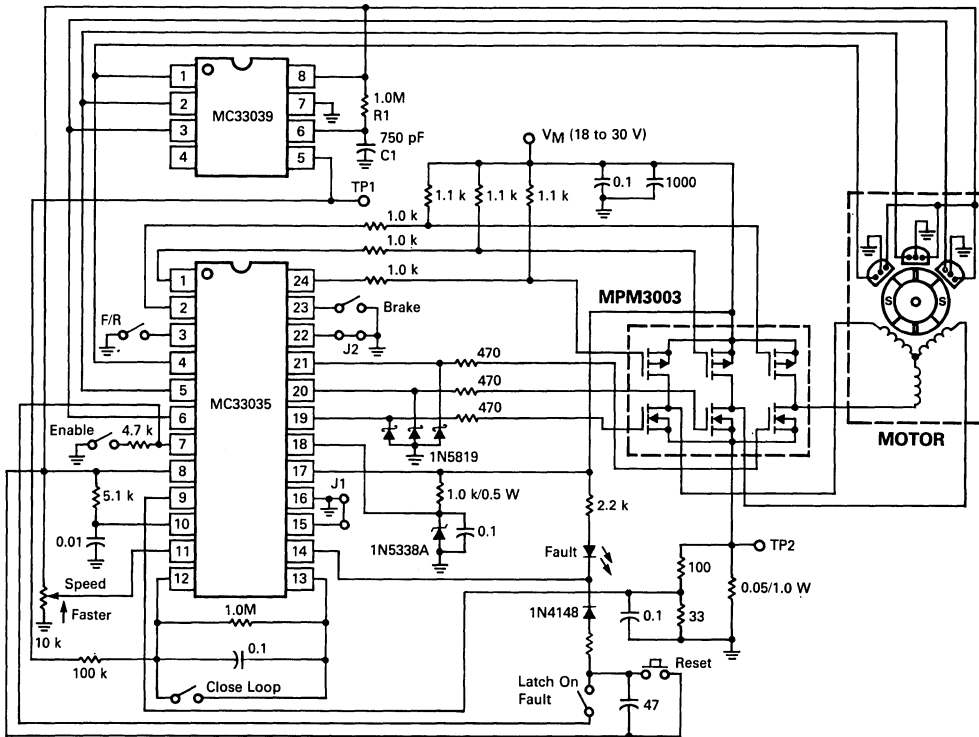 1
8
2
7
MC33039
3
6
4
5
1.0M
R1
750 pF
C1
TP1
VM (18 to 30 V)
1.1 k
1.1 k
1.1 k
0.1
1000
1.0 k
1.0 k
1.0 k
1
24
2
23
Brake
F/R
3
22
J2
4
21
470
5
MC33035
20
470
6
19
470
Enable
4.7 k
7
18
1N5819
8
17
1.0 k/0.5 W
5.1 k
9
16
J1
10
15
0.01
11
14
1N5338A
0.1
Speed
12
13
Faster
10 k
1.0M
0.1
100 k
Close Loop
MPM3003
S
S
MOTOR
2.2 k
Fault
TP2
100
0.05/1.0 W
1N4148
0.1
33
Reset
Latch On
Fault
47